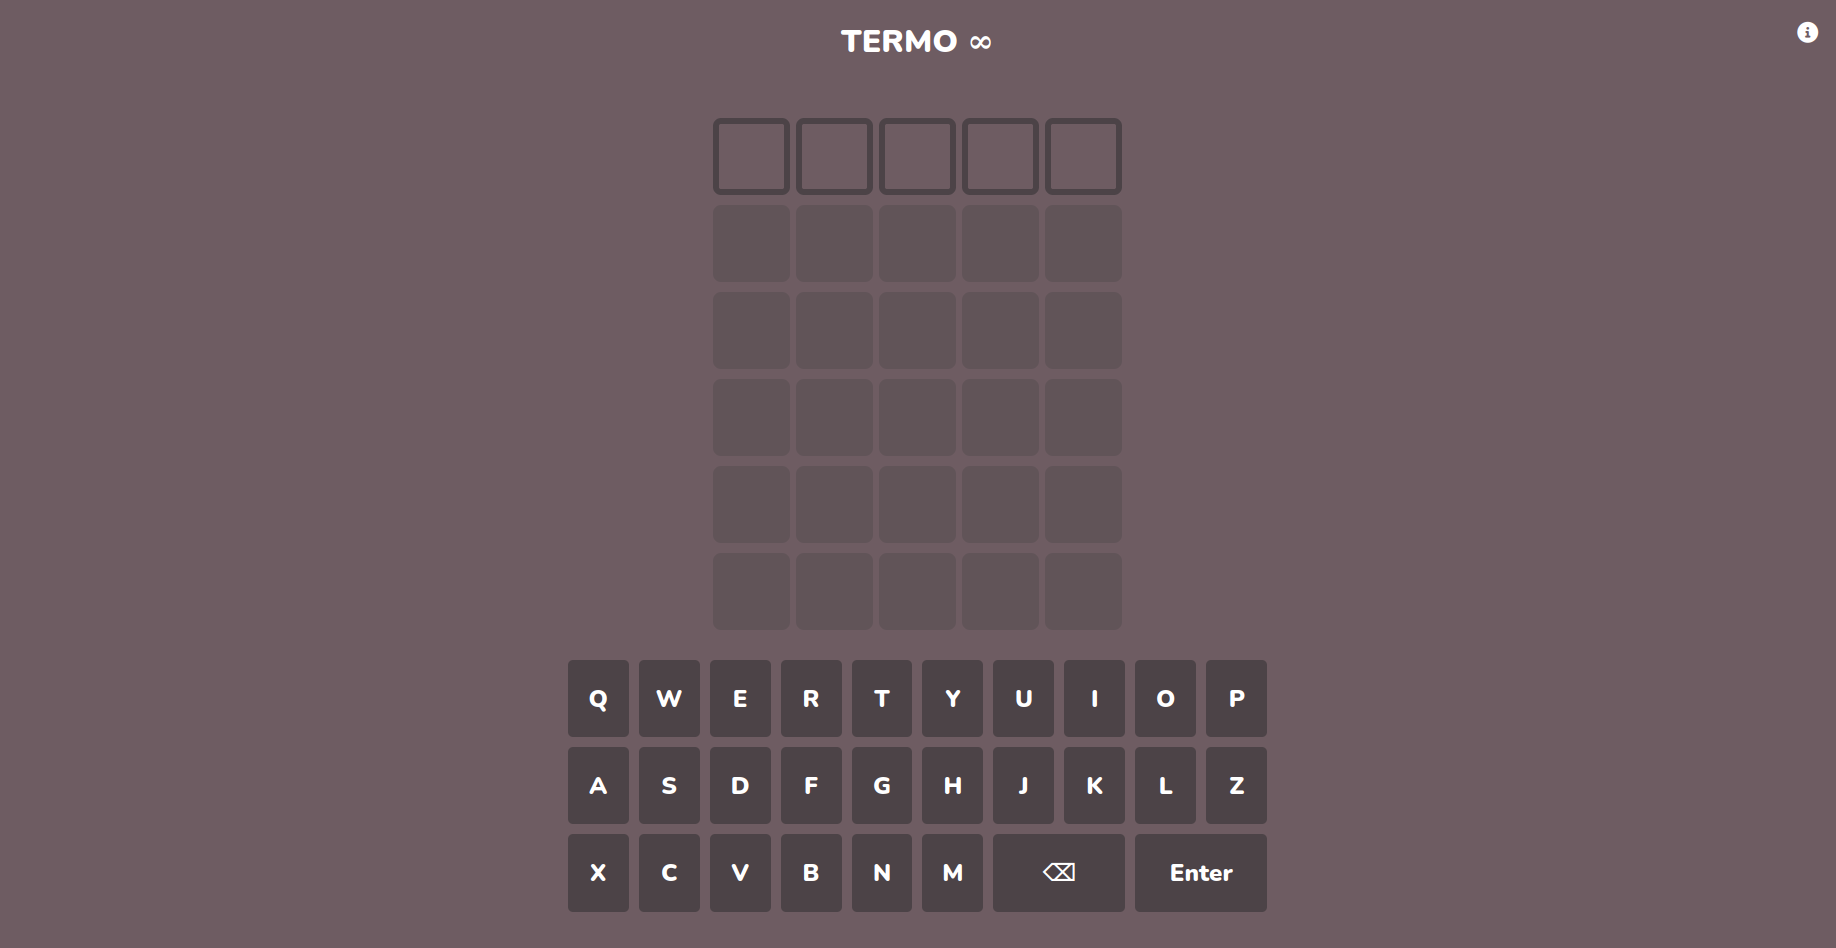 TERMO ∞
Q W E R T Y U I O P
A S D F G H J K L Z
X C V B N M ⌫ Enter